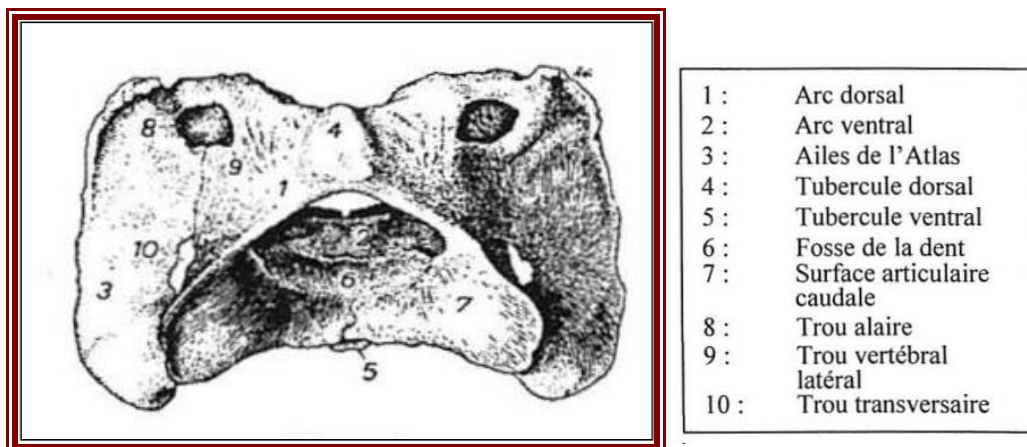 8
4
9
1
2
10
6
3
7
5
1 : Arc dorsal
2 : Arc ventral
3 : Ailes de l'Atlas
4 : Tubercule dorsal
5 : Tubercule ventral
6 : Fosse de la dent
7 : Surface articulaire
caudale
8 : Trou alaire
9 : Trou vertébral
latéral
10 : Trou transversaire